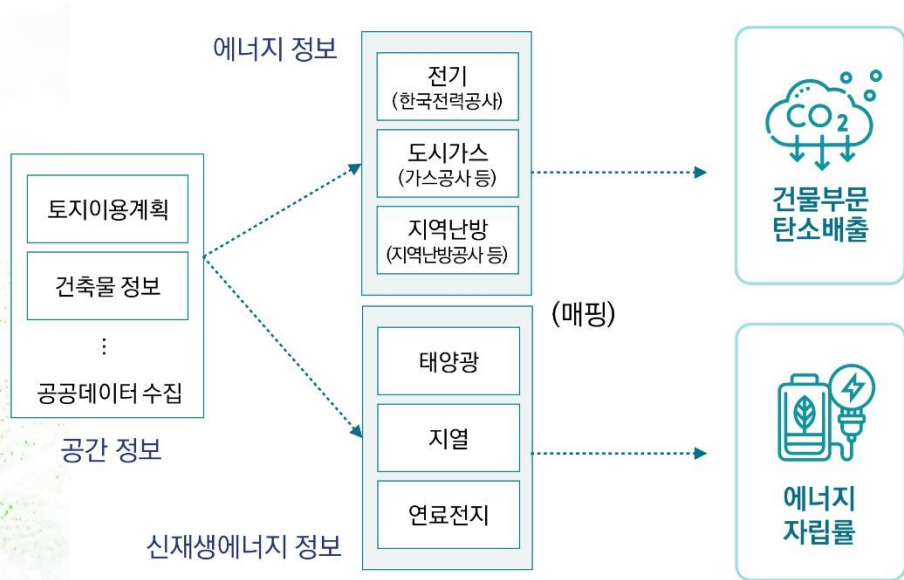 에너지 정보
전기
(한국전력공사)
도시가스
(가스공사 등)
지역난방
(지역난방공사 등)
토지이용계획
건축물 정보
⋮
공공데이터 수집
공간 정보
(매핑)
태양광
지열
연료전지
신재생에너지 정보
CO2
건물부문
탄소배출
에너지
자립률